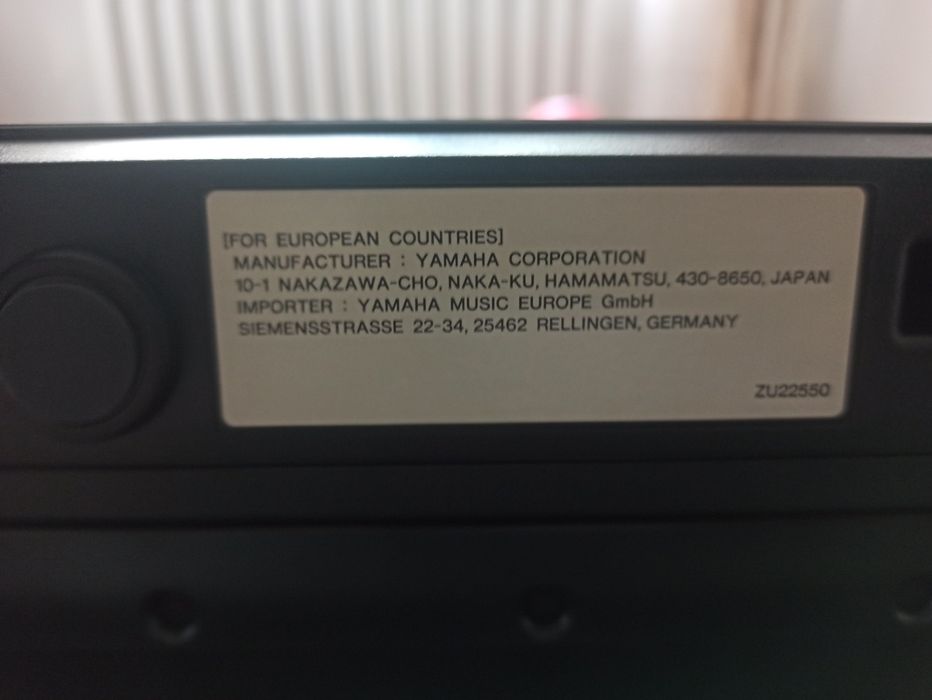 [FOR EUROPEAN COUNTRIES]
MANUFACTURER : YAMAHA CORPORATION
10-1 NAKAZAWA-CHO, NAKA-KU, HAMAMATSU, 430-8650, JAPAN
IMPORTER : YAMAHA MUSIC EUROPE GmbH
SIEMENSSTRASSE 22-34, 25462 RELLINGEN, GERMANY
ZU22550